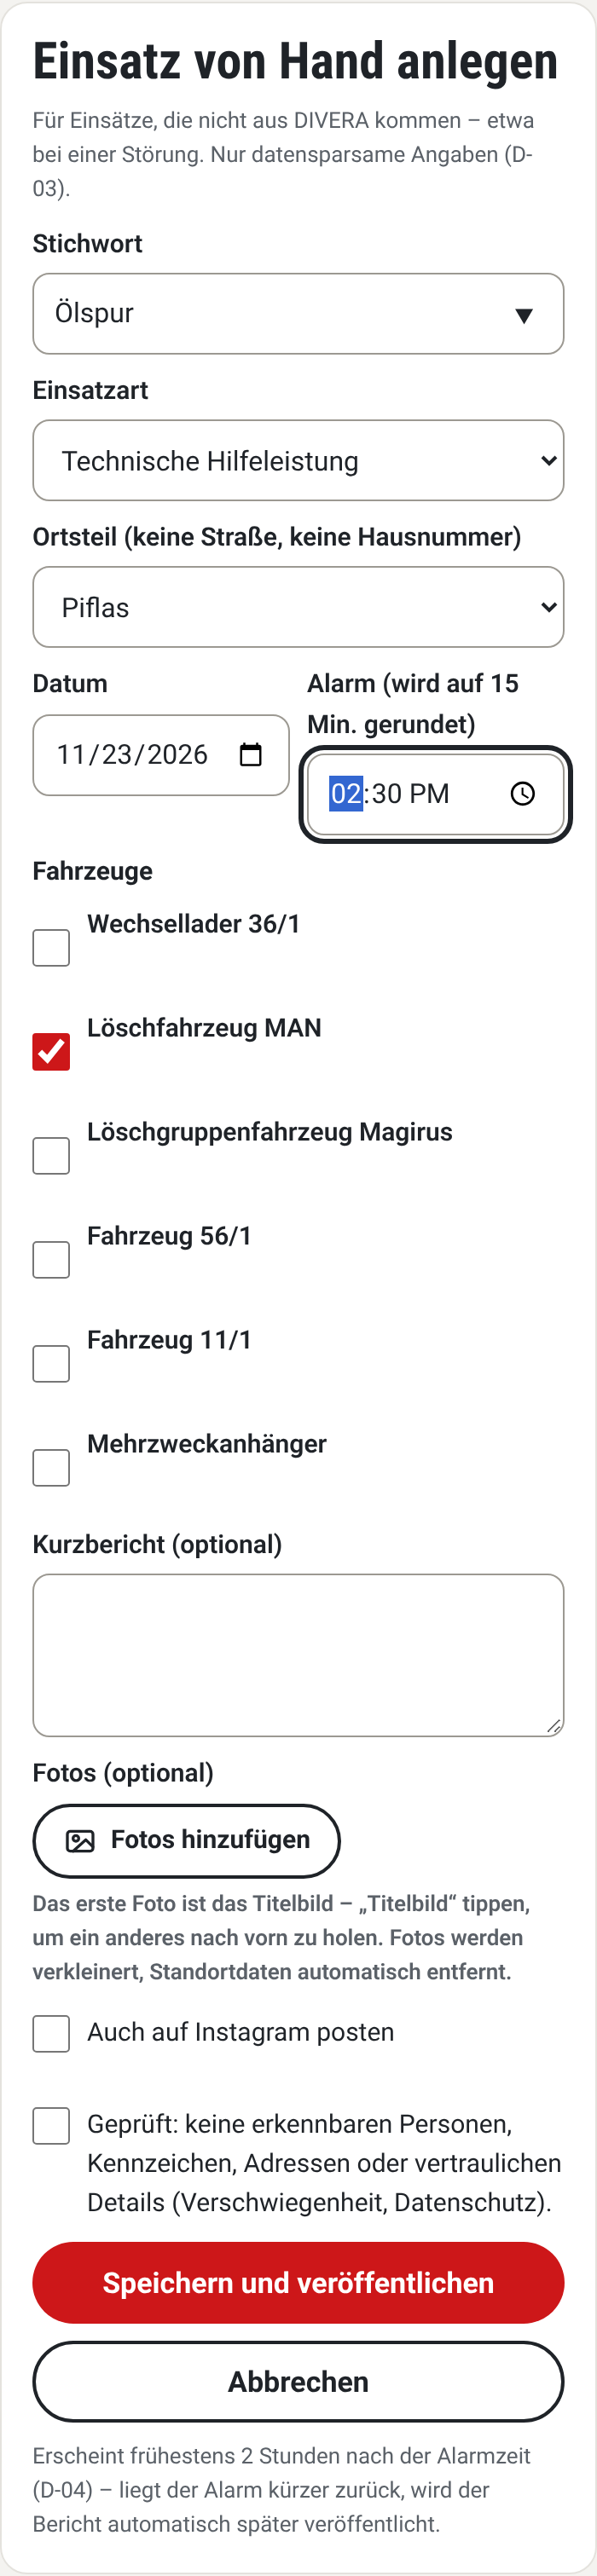 Einsatz von Hand anlegen
Für Einsätze, die nicht aus DIVERA kommen – etwa
bei einer Störung. Nur datensparsame Angaben (D-
03).
Stichwort
Ölspur
Einsatzart
Technische Hilfeleistung
Ortsteil (keine Straße, keine Hausnummer)
Piflas
Datum
11/23/2026
Alarm (wird auf 15
Min. gerundet)
02:30 PM
Fahrzeuge
Wechsellader 36/1
Löschfahrzeug MAN
Löschgruppenfahrzeug Magirus
Fahrzeug 56/1
Fahrzeug 11/1
Mehrzweckanhänger
Kurzbericht (optional)
Fotos (optional)
Fotos hinzufügen
Das erste Foto ist das Titelbild – „Titelbild“ tippen,
um ein anderes nach vorn zu holen. Fotos werden
verkleinert, Standortdaten automatisch entfernt.
Auch auf Instagram posten
Geprüft: keine erkennbaren Personen,
Kennzeichen, Adressen oder vertraulichen
Details (Verschwiegenheit, Datenschutz).
Speichern und veröffentlichen
Abbrechen
Erscheint frühestens 2 Stunden nach der Alarmzeit
(D-04) – liegt der Alarm kürzer zurück, wird der
Bericht automatisch später veröffentlicht.